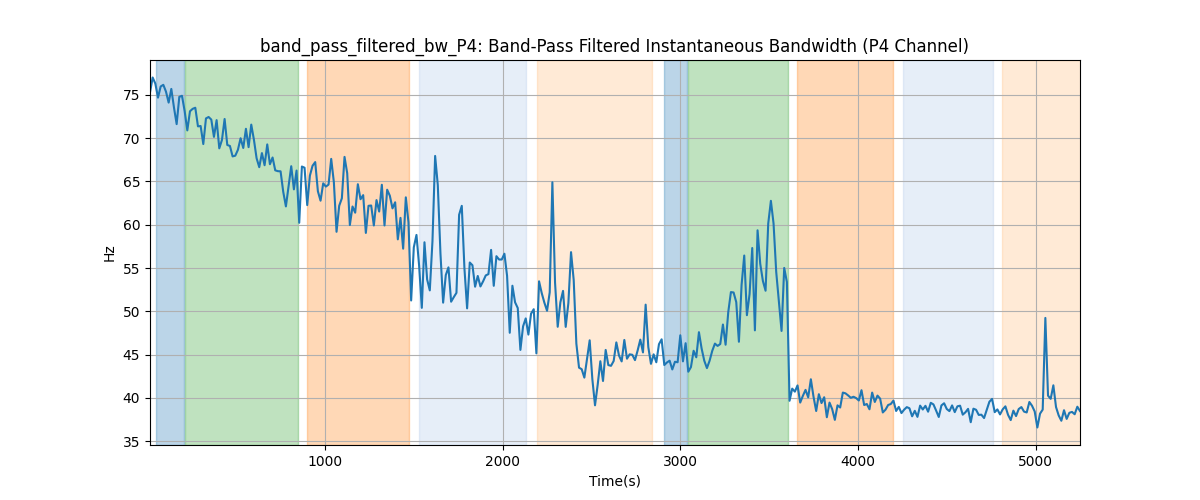 band_pass_filtered_bw_P4: Band-Pass Filtered Instantaneous Bandwidth (P4 Channel)
75
70
65
60
55
50
45
40
35
Hz
1000 2000 3000 4000 5000
Time(s)